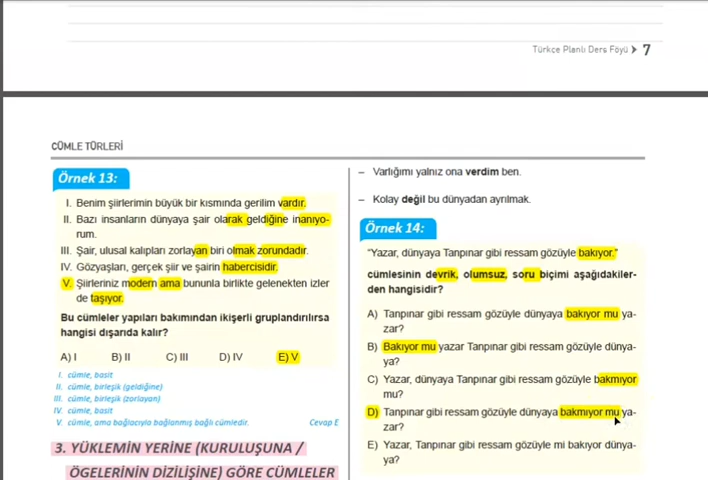 Türkçe Planlı Ders Föyü 7
CÜMLE TÜRLERİ
Örnek 13:
I. Benim şiirlerimin büyük bir kısmında gerilim vardır.
II. Bazı insanların dünyaya şair olarak geldiğine inanıyo-
rum.
III. Şair, ulusal kalıpları zorlayan biri olmak zorundadır.
IV. Gözyaşları, gerçek şiir ve şairin habercisidir.
V. Şiirleriniz modern ama bununla birlikte gelenekten izler
de taşıyor.
Bu cümleler yapıları bakımından ikişerli gruplandırılırsa
hangisi dışarıda kalır?
A) I B) II C) III D) IV E) V
I. cümle, basit
II. cümle, birleşik (geldiğine)
III. cümle, birleşik (zorlayan)
IV. cümle, basit
V. cümle, ama bağlacıyla bağlanmış bağlı cümledir. Cevap E
3. YÜKLEMİN YERİNE (KURULUŞUNA /
ÖGELERİNİN DİZİLİŞİNE) GÖRE CÜMLELER
– Varlığımı yalnız ona verdim ben.
– Kolay değil bu dünyadan ayrılmak.
Örnek 14:
"Yazar, dünyaya Tanpınar gibi ressam gözüyle bakıyor."
cümlesinin devrik, olumsuz, soru biçimi aşağıdakiler-
den hangisidir?
A) Tanpınar gibi ressam gözüyle dünyaya bakıyor mu ya-
zar?
B) Bakıyor mu yazar Tanpınar gibi ressam gözüyle dünya-
ya?
C) Yazar, dünyaya Tanpınar gibi ressam gözüyle bakmıyor
mu?
D) Tanpınar gibi ressam gözüyle dünyaya bakmıyor mu ya-
zar?
E) Yazar, Tanpınar gibi ressam gözüyle mi bakıyor dünya-
ya?